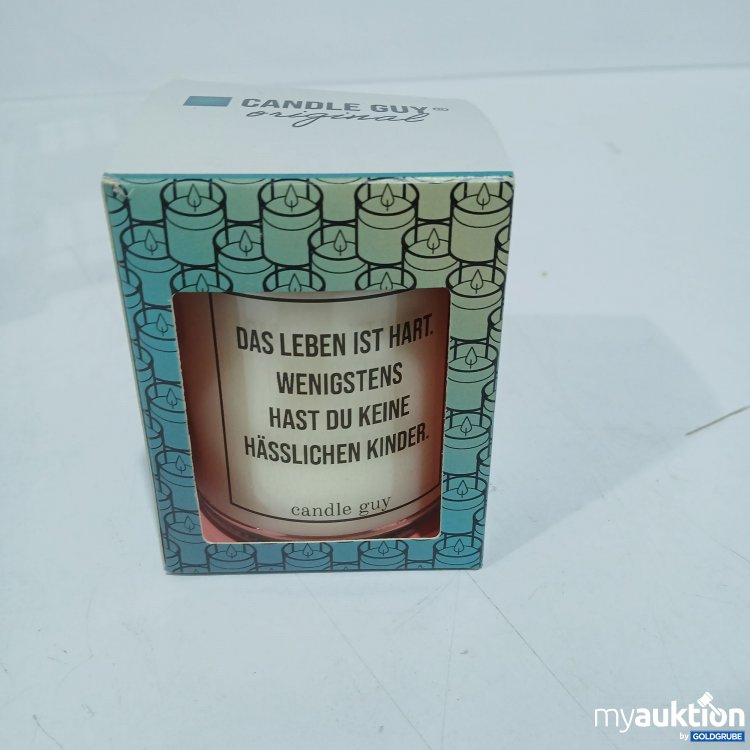 CANDLE GUY®
original
DAS LEBEN IST HART.
WENIGSTENS
HAST DU KEINE
HÄSSLICHEN KINDER.
candle guy
myauktion
by GOLDGRUBE